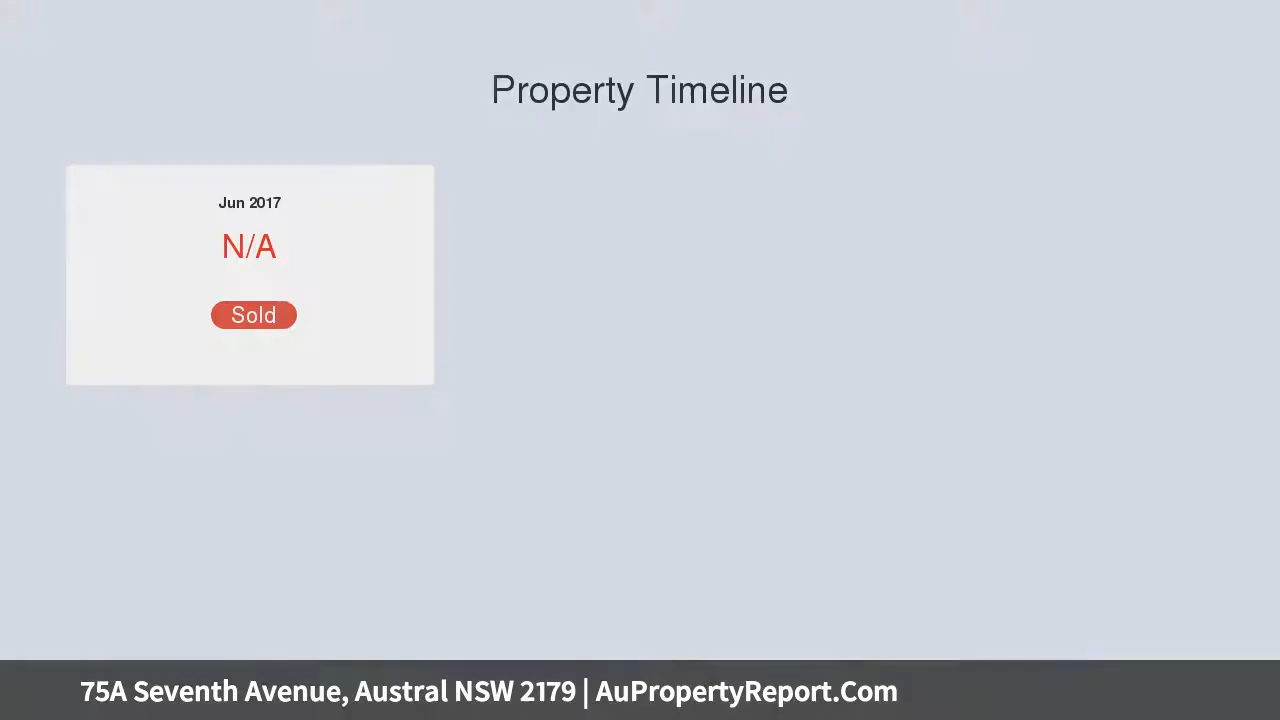 Property Timeline
Jun 2017
N/A
Sold
75A Seventh Avenue, Austral NSW 2179 | AuPropertyReport.Com